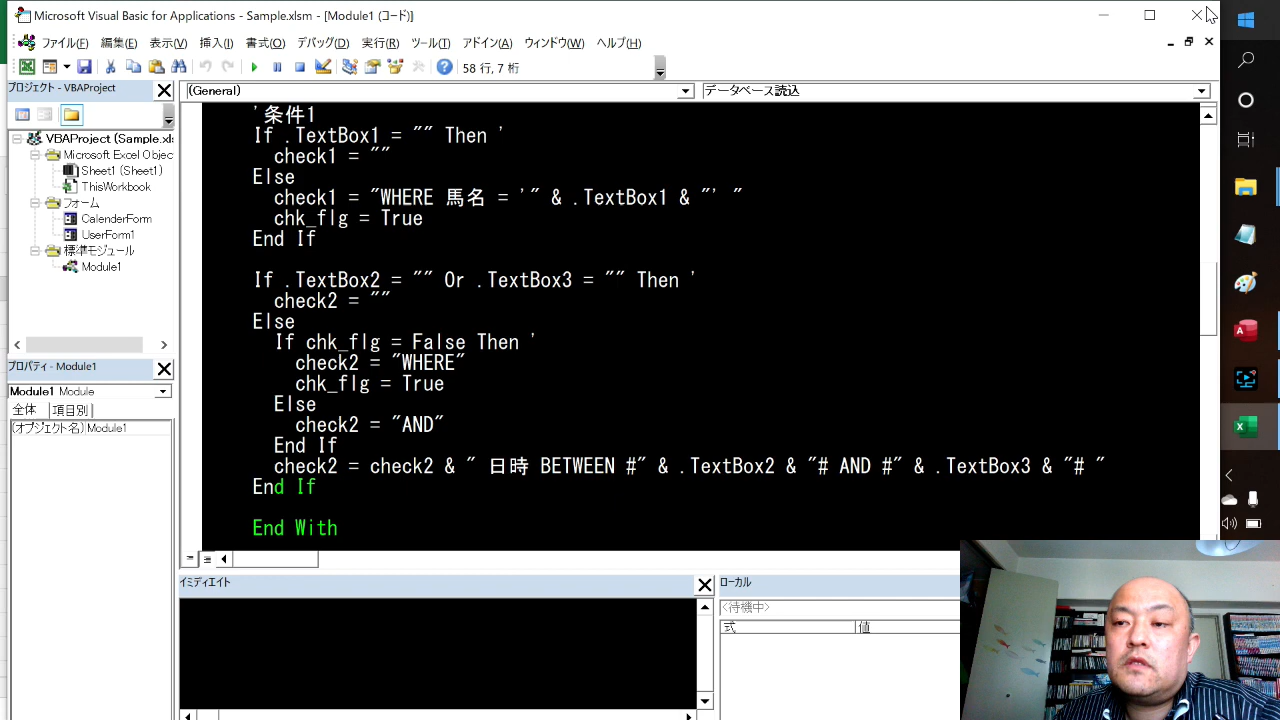 Microsoft Visual Basic for Applications - Sample.xlsm - [Module1 (コード)]
ファイル(F) 編集(E) 表示(V) 挿入(I) 書式(O) デバッグ(D) 実行(R) ツール(T) アドイン(A) ウィンドウ(W) ヘルプ(H)
58 行, 7 桁
プロジェクト - VBAProject
(General)
データベース読込
VBAProject (Sample.xls
Microsoft Excel Objec
Sheet1 (Sheet1)
ThisWorkbook
フォーム
CalenderForm
UserForm1
標準モジュール
Module1
プロパティ - Module1
Module1 Module
全体 項目別
(オブジェクト名) Module1
'条件1
If .TextBox1 = "" Then '
check1 = ""
Else
check1 = "WHERE 馬名 = '" & .TextBox1 & "' "
chk_flg = True
End If
If .TextBox2 = "" Or .TextBox3 = "" Then '
check2 = ""
Else
If chk_flg = False Then '
check2 = "WHERE"
chk_flg = True
Else
check2 = "AND"
End If
check2 = check2 & " 日時 BETWEEN #" & .TextBox2 & "# AND #" & .TextBox3 & "# "
End If
End With
イミディエイト
ローカル
<待機中>
式 値